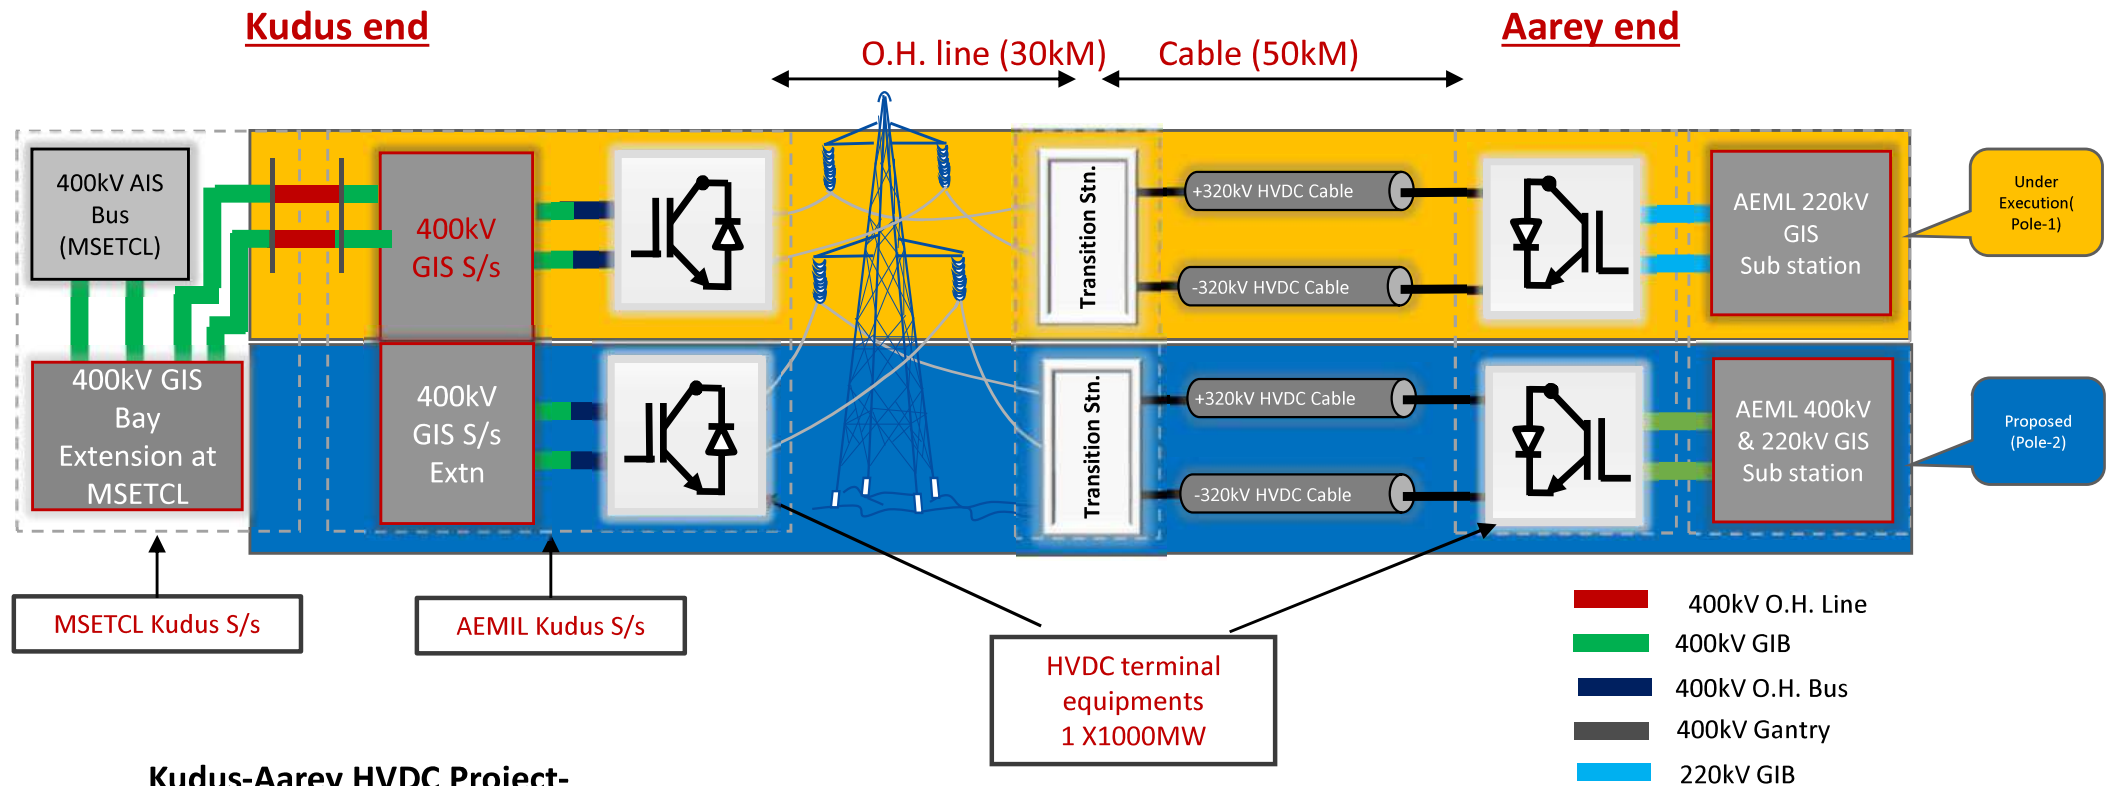 Kudus end
Aarey end
O.H. line (30kM)
Cable (50kM)
400kV AIS
Bus
(MSETCL)
400kV
GIS S/s
Transition Stn.
+320kV HVDC Cable
-320kV HVDC Cable
AEML 220kV
GIS
Sub station
Under
Execution(
Pole-1)
400kV GIS
Bay
Extension at
MSETCL
400kV
GIS S/s
Extn
Transition Stn.
+320kV HVDC Cable
-320kV HVDC Cable
AEML 400kV
& 220kV GIS
Sub station
Proposed
(Pole-2)
MSETCL Kudus S/s
AEMIL Kudus S/s
HVDC terminal
equipments
1 X1000MW
400kV O.H. Line
400kV GIB
400kV O.H. Bus
400kV Gantry
220kV GIB
Kudus-Aarey HVDC Project-